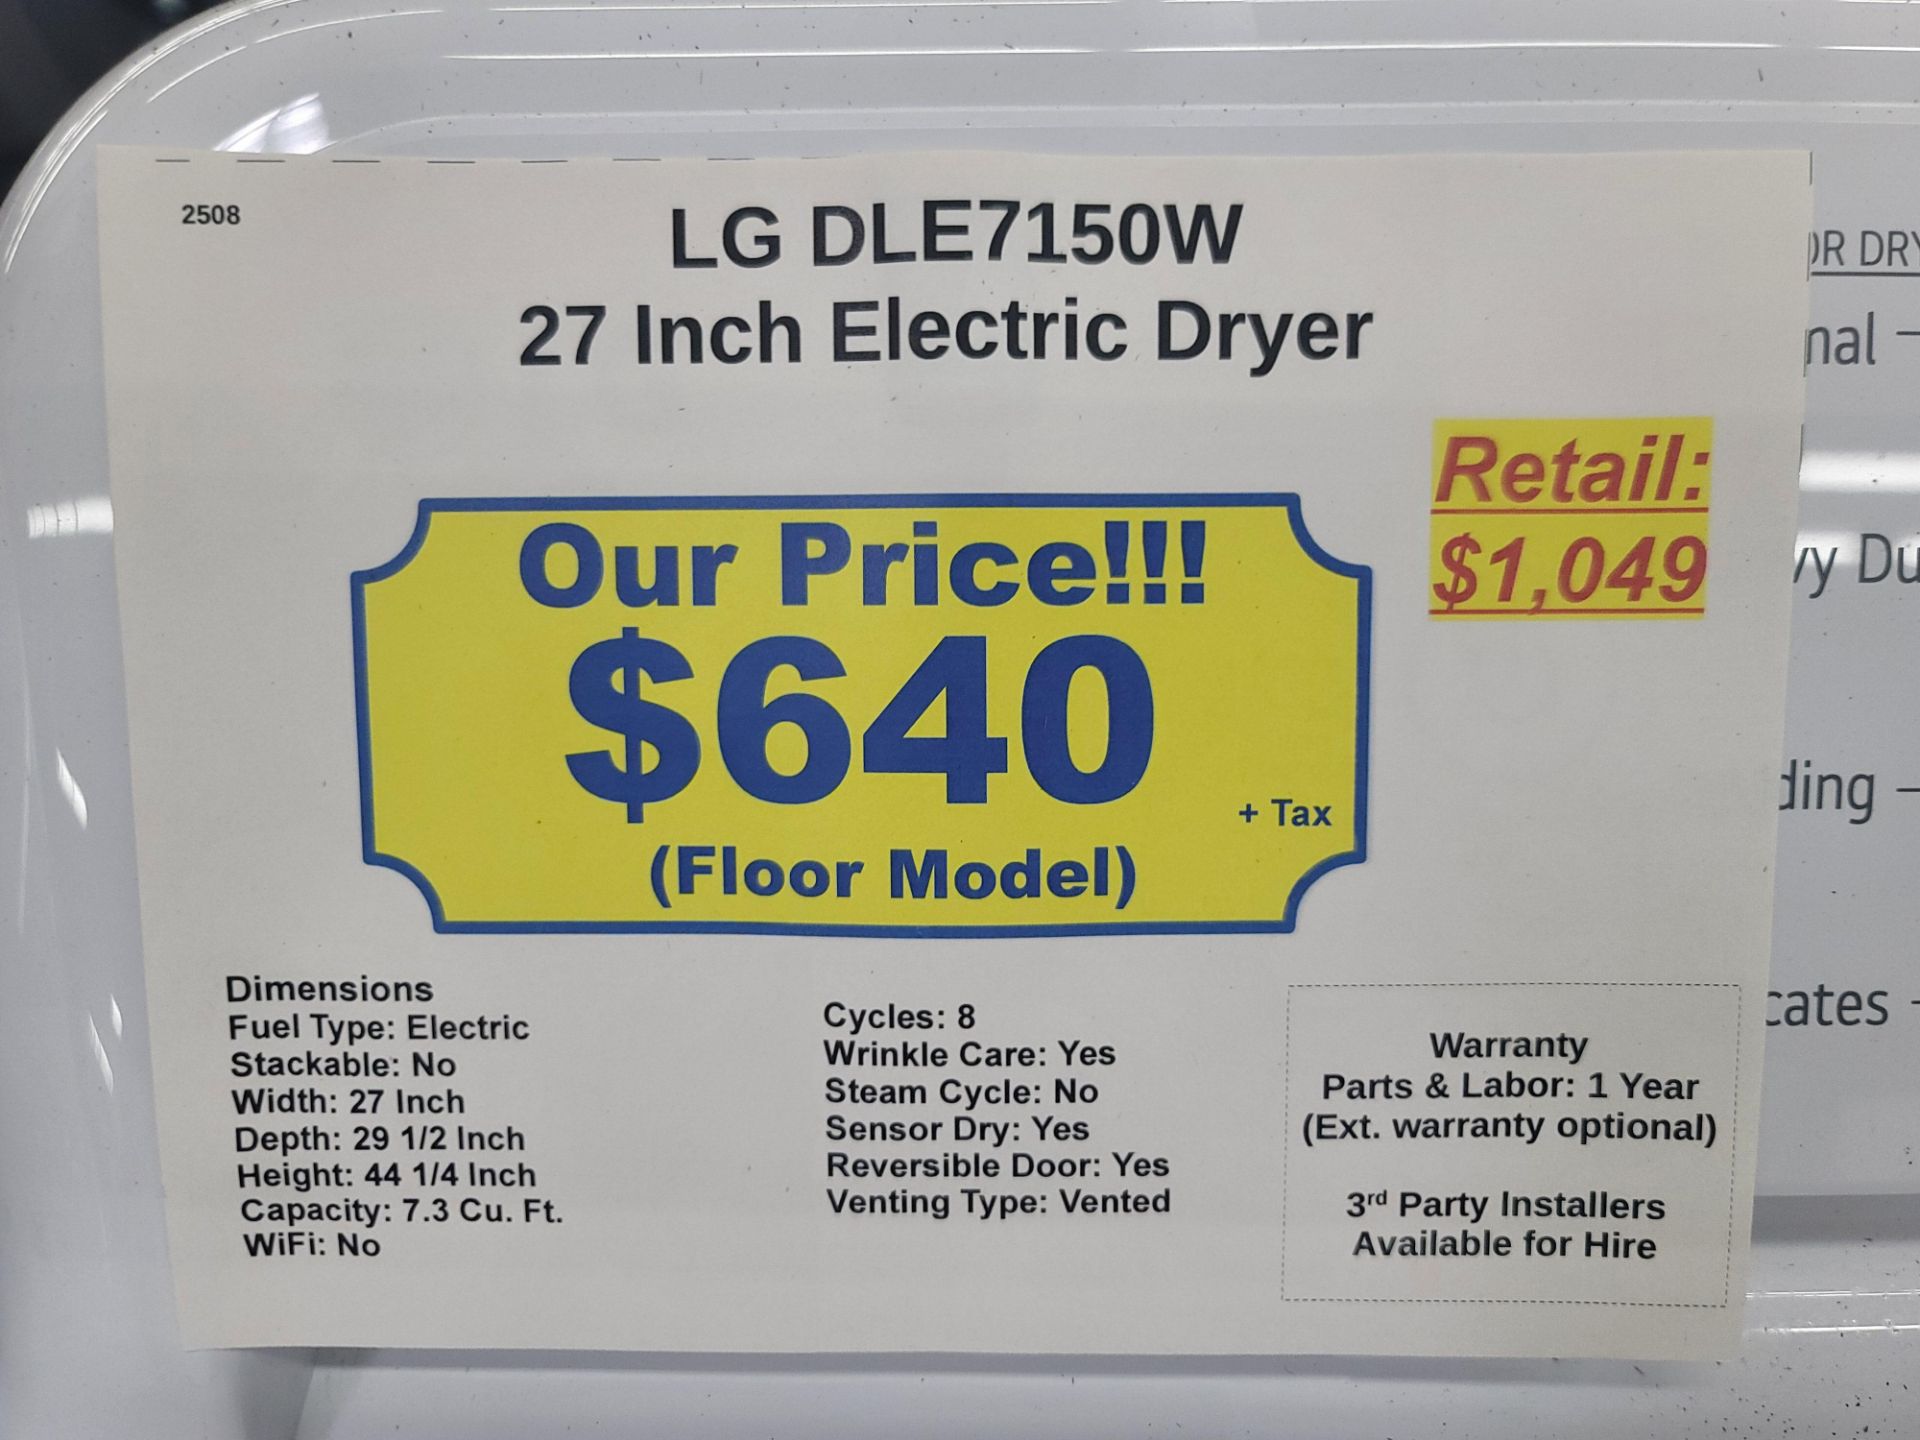 2508
LG DLE7150W
27 Inch Electric Dryer
Retail:
$1,049
Our Price!!!
$640
+ Tax
(Floor Model)
Dimensions
Fuel Type: Electric
Stackable: No
Width: 27 Inch
Depth: 29 1/2 Inch
Height: 44 1/4 Inch
Capacity: 7.3 Cu. Ft.
WiFi: No
Cycles: 8
Wrinkle Care: Yes
Steam Cycle: No
Sensor Dry: Yes
Reversible Door: Yes
Venting Type: Vented
Warranty
Parts & Labor: 1 Year
(Ext. warranty optional)
3rd Party Installers
Available for Hire